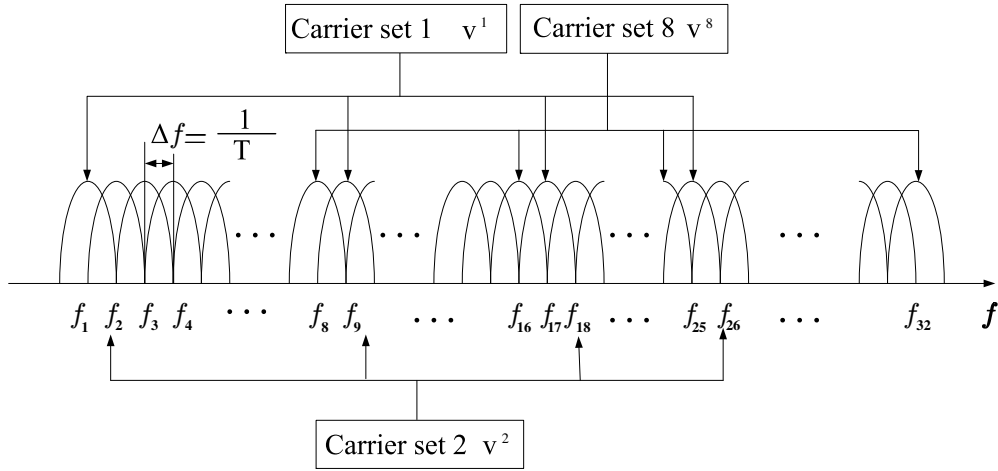 Carrier set 1 v¹ Carrier set 8 v⁸
Δf= 1/T
... ... ... ...
f₁ f₂ f₃ f₄ ... f₈ f₉ ... f₁₆ f₁₇ f₁₈ ... f₂₅ f₂₆ ... f₃₂ f
Carrier set 2 v²